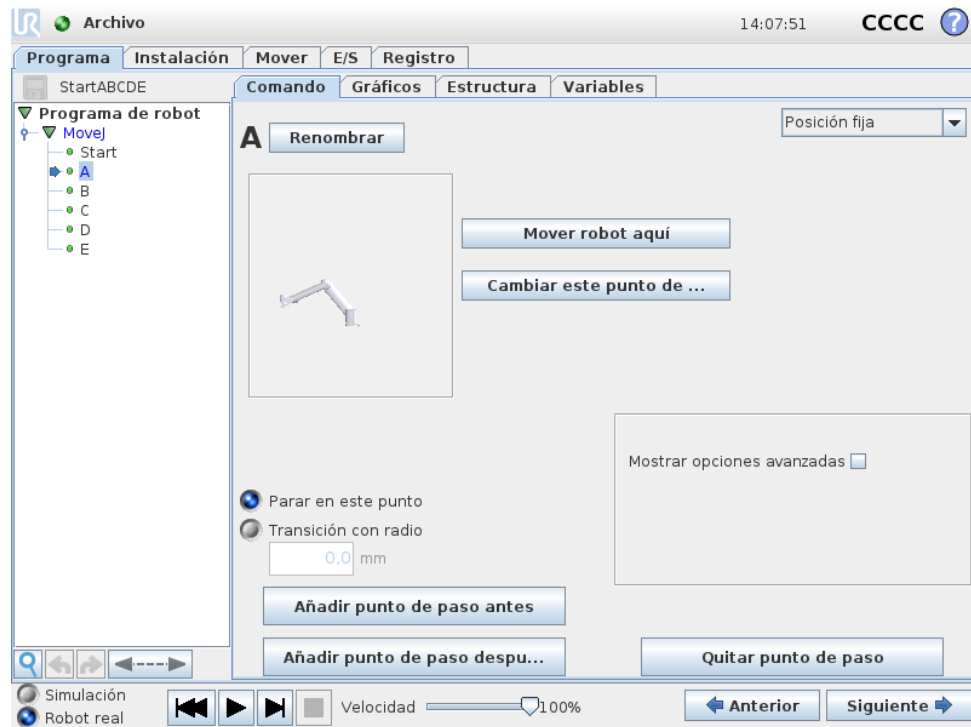 UR Archivo 14:07:51 CCCC ?
Programa Instalación Mover E/S Registro
StartABCDE Comando Gráficos Estructura Variables
Programa de robot
MoveJ
Start
A
B
C
D
E
A Renombrar Posición fija
Mover robot aquí
Cambiar este punto de ...
Mostrar opciones avanzadas
Parar en este punto
Transición con radio
0,0 mm
Añadir punto de paso antes
Añadir punto de paso despu... Quitar punto de paso
Simulación
Robot real
Velocidad 100% Anterior Siguiente